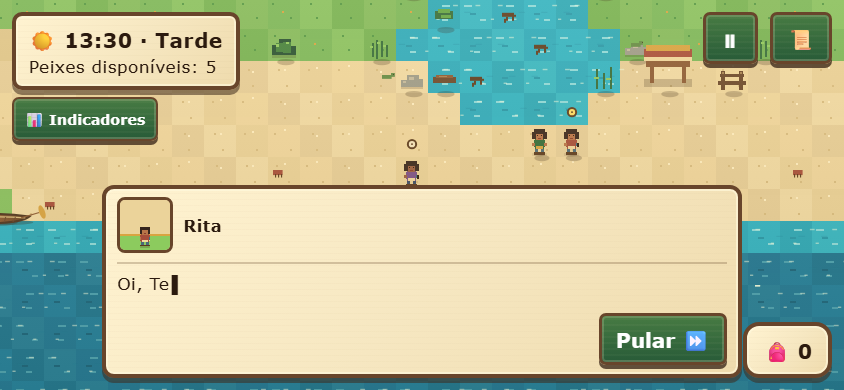 13:30 · Tarde
Peixes disponíveis: 5
Indicadores
Rita
Oi, Te
Pular
0